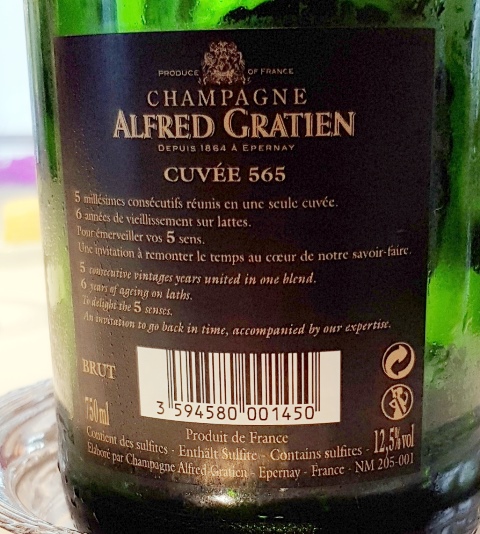 PRODUCE OF FRANCE
CHAMPAGNE
ALFRED GRATIEN
DEPUIS 1864 À EPERNAY
CUVÉE 565
5 millésimes consécutifs réunis en une seule cuvée.
6 années de vieillissement sur lattes.
Pour émerveiller vos 5 sens.
Une invitation à remonter le temps au cœur de notre savoir-faire.
5 consecutive vintages years united in one blend.
6 years of ageing on laths.
To delight the 5 senses.
An invitation to go back in time, accompanied by our expertise.
BRUT
750 ml
3 594580 001450
Produit de France
Contient des sulfites - Enthält Sulfite - Contains sulfites - 12,5% vol
Elaboré par Champagne Alfred Gratien - Epernay - France - NM 205-001